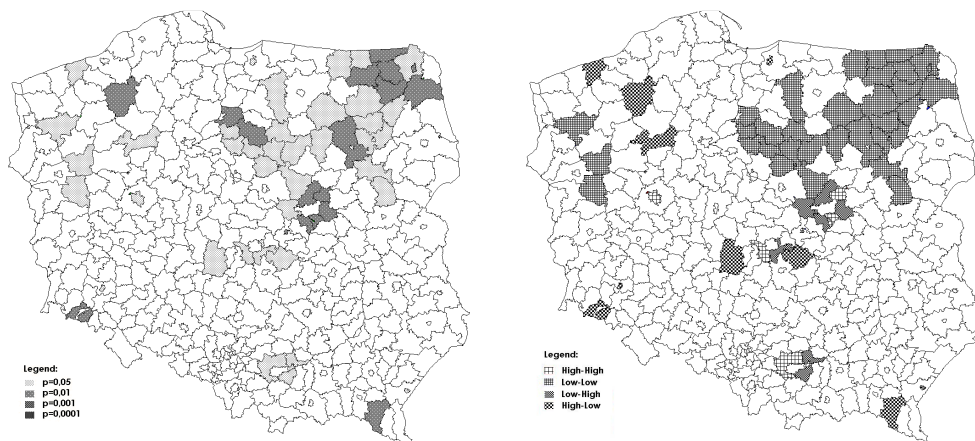 Legend:
p=0,05
p=0,01
p=0,001
p=0,0001
Legend:
High-High
Low-Low
Low-High
High-Low